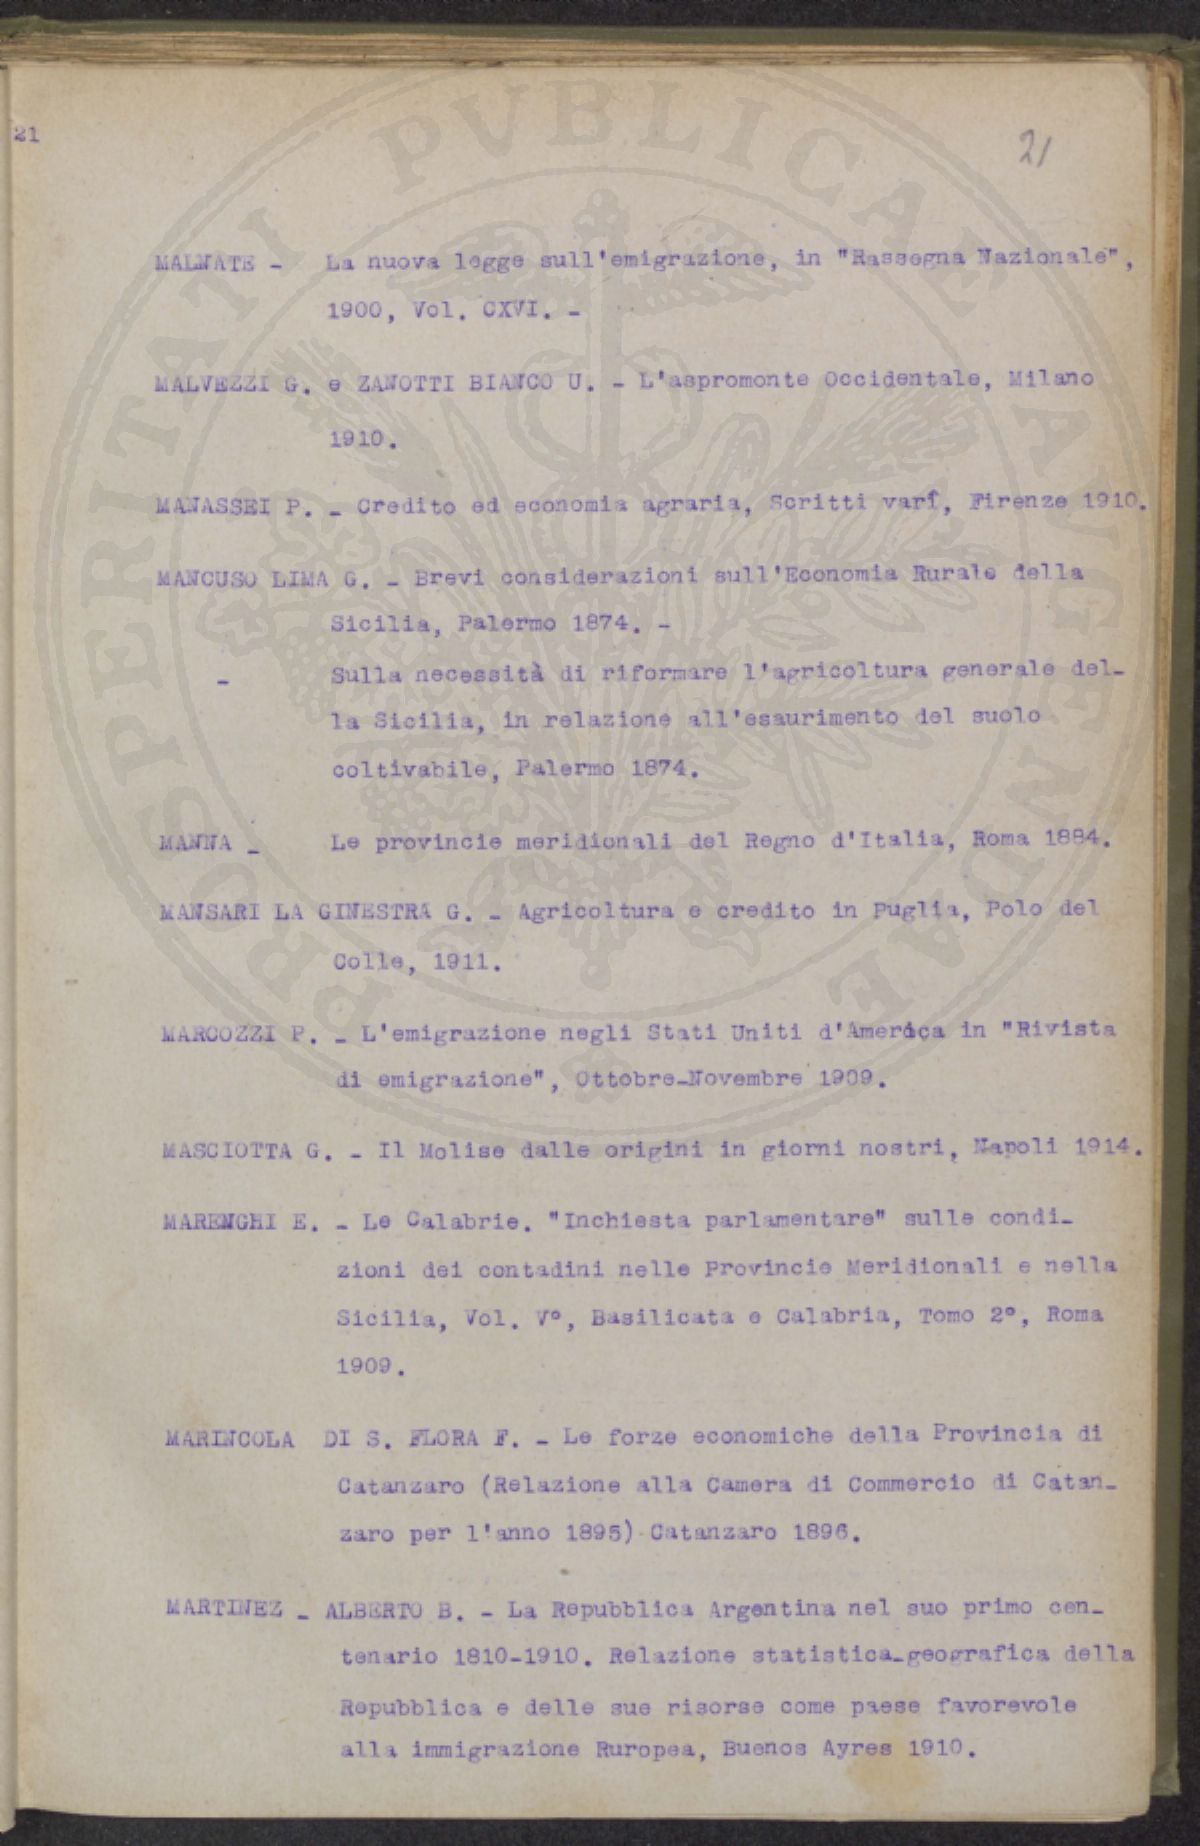 PROSPERITATI PVBLICAE AVGENDAE
21
21
MALNATE - La nuova legge sull'emigrazione, in "Rassegna Nazionale",
1900, Vol. CXVI. -
MALVEZZI G. e ZANOTTI BIANCO U. - L'aspromonte Occidentale, Milano
1910.
MANASSEI P. - Credito ed economia agraria, Scritti varî, Firenze 1910.
MANCUSO LIMA G. - Brevi considerazioni sull'Economia Rurale della
Sicilia, Palermo 1874. -
- Sulla necessità di riformare l'agricoltura generale del-
la Sicilia, in relazione all'esaurimento del suolo
coltivabile, Palermo 1874.
MANNA - Le provincie meridionali del Regno d'Italia, Roma 1884.
MANSARI LA GINESTRA G. - Agricoltura e credito in Puglia, Polo del
Colle, 1911.
MARCOZZI P. - L'emigrazione negli Stati Uniti d'America in "Rivista
di emigrazione", Ottobre-Novembre 1909.
MASCIOTTA G. - Il Molise dalle origini in giorni nostri, Napoli 1914.
MARENGHI E. - Le Calabrie. "Inchiesta parlamentare" sulle condi-
zioni dei contadini nelle Provincie Meridionali e nella
Sicilia, Vol. V°, Basilicata e Calabria, Tomo 2°, Roma
1909.
MARINCOLA DI S. FLORA F. - Le forze economiche della Provincia di
Catanzaro (Relazione alla Camera di Commercio di Catan-
zaro per l'anno 1895) Catanzaro 1896.
MARTINEZ - ALBERTO B. - La Repubblica Argentina nel suo primo cen-
tenario 1810-1910. Relazione statistica-geografica della
Repubblica e delle sue risorse come paese favorevole
alla immigrazione Ruropea, Buenos Ayres 1910.